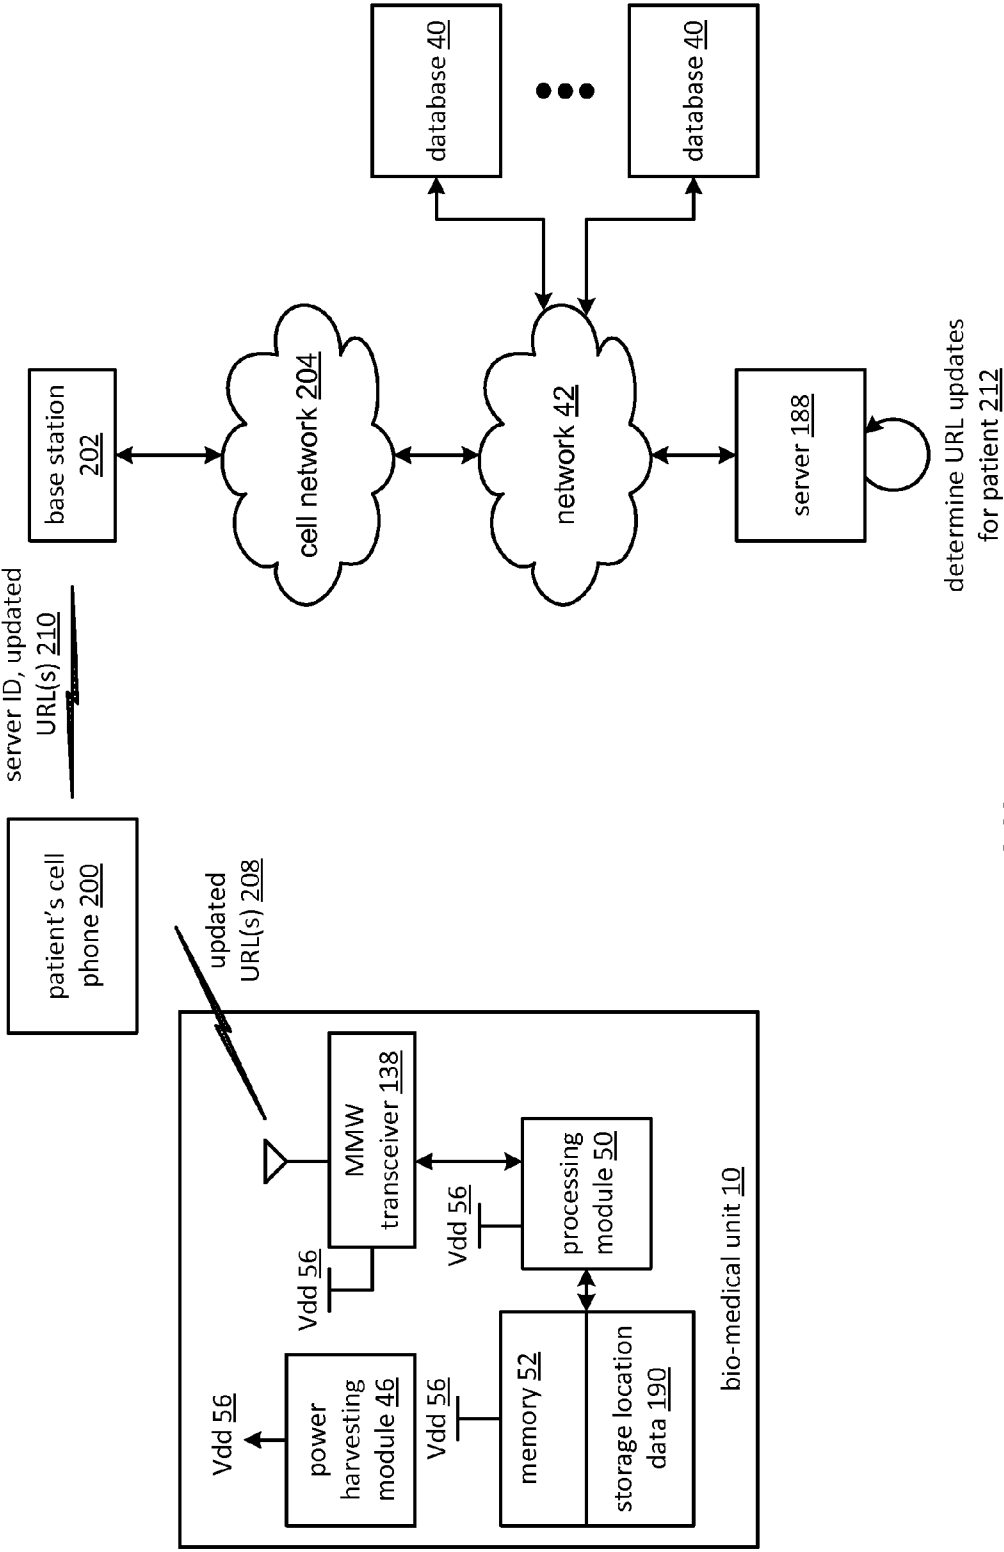 server ID, updated
URL(s) 210
patient's cell
phone 200
base station
202
updated
URL(s) 208
cell network 204
database 40
network 42
database 40
server 188
determine URL updates
for patient 212
Vdd 56
power
harvesting
module 46
Vdd 56
MMW
transceiver 138
Vdd 56
memory 52
storage location
data 190
Vdd 56
processing
module 50
bio-medical unit 10